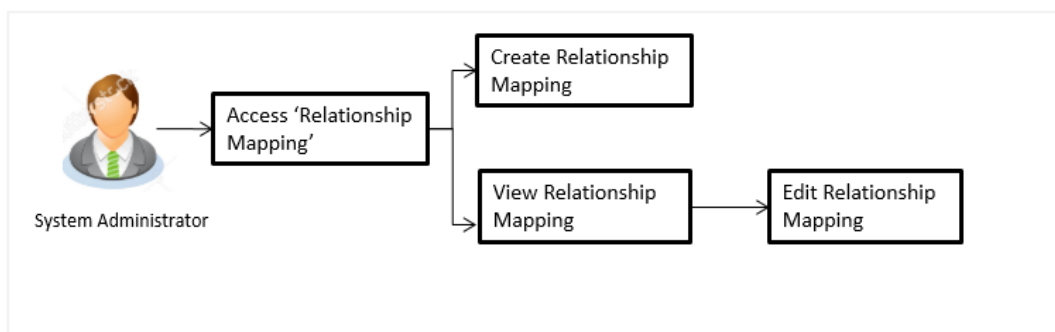 Create Relationship
Mapping
Access ‘Relationship
Mapping’
View Relationship
Mapping
Edit Relationship
Mapping
System Administrator